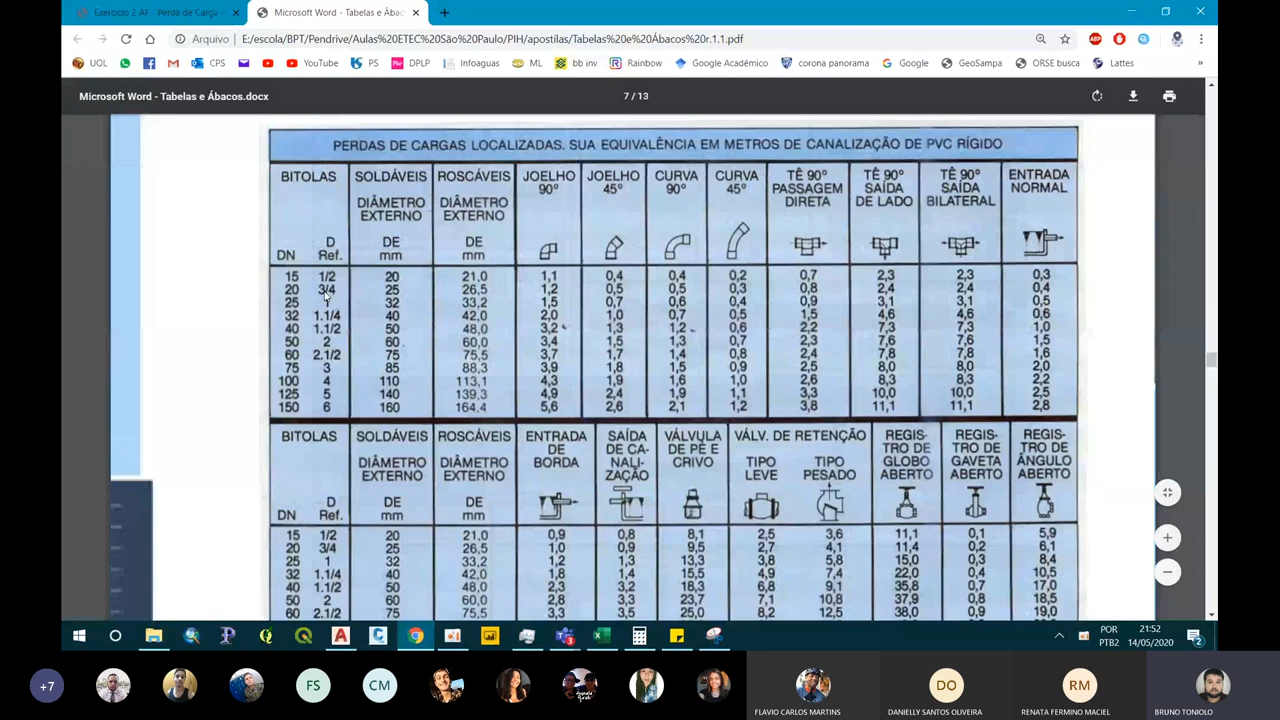 Exercício 2 AF - Perda de Carga
Microsoft Word - Tabelas e Ábac
Arquivo
E:/escola/BPT/Pendrive/Aulas%20ETEC%20São%20Paulo/PIH/apostilas/Tabelas%20e%20Ábacos%20r.1.1.pdf
UOL
CPS
YouTube
PS
DPLP
Infoaguas
ML
bb inv
Rainbow
Google Acadêmico
corona panorama
Google
GeoSampa
ORSE busca
Lattes
»
Microsoft Word - Tabelas e Ábacos.docx
7 / 13
PERDAS DE CARGAS LOCALIZADAS. SUA EQUIVALÊNCIA EM METROS DE CANALIZAÇÃO DE PVC RÍGIDO
BITOLAS SOLDÁVEIS ROSCÁVEIS JOELHO JOELHO CURVA CURVA TÊ 90° TÊ 90° TÊ 90° ENTRADA
90° 45° 90° 45° PASSAGEM SAÍDA SAÍDA NORMAL
DIÂMETRO DIÂMETRO DIRETA DE LADO BILATERAL
EXTERNO EXTERNO
D DE DE
DN Ref. mm mm
15 1/2 20 21,0 1,1 0,4 0,4 0,2 0,7 2,3 2,3 0,3
20 3/4 25 26,5 1,2 0,5 0,5 0,3 0,8 2,4 2,4 0,4
25 1 32 33,2 1,5 0,7 0,6 0,4 0,9 3,1 3,1 0,5
32 1.1/4 40 42,0 2,0 1,0 0,7 0,5 1,5 4,6 4,6 0,6
40 1.1/2 50 48,0 3,2 1,3 1,2 0,6 2,2 7,3 7,3 1,0
50 2 60 60,0 3,4 1,5 1,3 0,7 2,3 7,6 7,6 1,5
60 2.1/2 75 75,5 3,7 1,7 1,4 0,8 2,4 7,8 7,8 1,6
75 3 85 88,3 3,9 1,8 1,5 0,9 2,5 8,0 8,0 2,0
100 4 110 113,1 4,3 1,9 1,6 1,0 2,6 8,3 8,3 2,2
125 5 140 139,3 4,9 2,4 1,9 1,1 3,3 10,0 10,0 2,5
150 6 160 164,4 5,6 2,6 2,1 1,2 3,8 11,1 11,1 2,8
BITOLAS SOLDÁVEIS ROSCÁVEIS ENTRADA SAÍDA VÁLVULA VÁLV. DE RETENÇÃO REGIS- REGIS- REGIS-
DE DE CA- DE PÉ E TRO DE TRO DE TRO DE
DIÂMETRO DIÂMETRO BORDA NALI- CRIVO TIPO TIPO GLOBO GAVETA ÂNGULO
EXTERNO EXTERNO ZAÇÃO LEVE PESADO ABERTO ABERTO ABERTO
D DE DE
DN Ref. mm mm
15 1/2 20 21,0 0,9 0,8 8,1 2,5 3,6 11,1 0,1 5,9
20 3/4 25 26,5 1,0 0,9 9,5 2,7 4,1 11,4 0,2 6,1
25 1 32 33,2 1,2 1,3 13,3 3,8 5,8 15,0 0,3 8,4
32 1.1/4 40 42,0 1,8 1,4 15,5 4,9 7,4 22,0 0,4 10,5
40 1.1/2 50 48,0 2,3 3,2 18,3 6,8 9,1 35,8 0,7 17,0
50 2 60 60,0 2,8 3,3 23,7 7,1 10,8 37,9 0,8 18,5
60 2.1/2 75 75,5 3,3 3,5 25,0 8,2 12,5 38,0 0,9 19,0
POR
PTB2
21:52
14/05/2020
2
+7
FS
CM
DO
RM
FLAVIO CARLOS MARTINS
DANIELLY SANTOS OLIVEIRA
RENATA FERMINO MACIEL
BRUNO TONIOLO